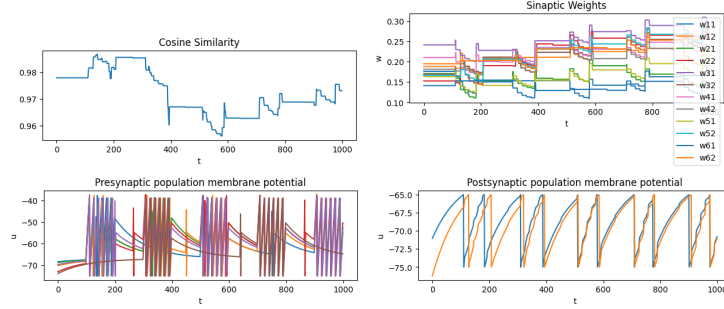 Sinaptic Weights
Cosine Similarity
0.98
0.96
0
200
400
600
800
1000
t
w
0.30
0.25
0.20
0.15
0.10
0
200
400
600
800
t
w11
w12
w21
w22
w31
w32
w41
w42
w51
w52
w61
w62
Presynaptic population membrane potential
u
−40
−50
−60
−70
0
200
400
600
800
1000
t
Postsynaptic population membrane potential
u
−65.0
−67.5
−70.0
−72.5
−75.0
0
200
400
600
800
1000
t